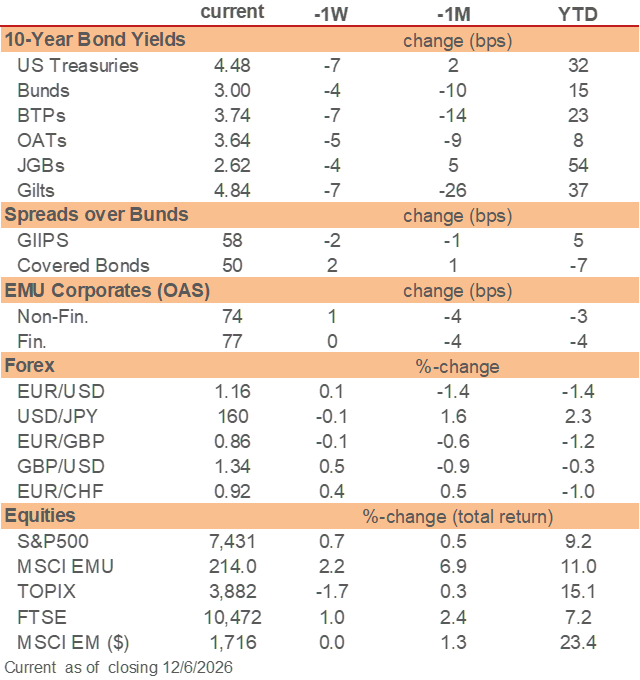 current -1W -1M YTD
10-Year Bond Yields change (bps)
US Treasuries 4.48 -7 2 32
Bunds 3.00 -4 -10 15
BTPs 3.74 -7 -14 23
OATs 3.64 -5 -9 8
JGBs 2.62 -4 5 54
Gilts 4.84 -7 -26 37
Spreads over Bunds change (bps)
GIIPS 58 -2 -1 5
Covered Bonds 50 2 1 -7
EMU Corporates (OAS) change (bps)
Non-Fin. 74 1 -4 -3
Fin. 77 0 -4 -4
Forex %-change
EUR/USD 1.16 0.1 -1.4 -1.4
USD/JPY 160 -0.1 1.6 2.3
EUR/GBP 0.86 -0.1 -0.6 -1.2
GBP/USD 1.34 0.5 -0.9 -0.3
EUR/CHF 0.92 0.4 0.5 -1.0
Equities %-change (total return)
S&P500 7,431 0.7 0.5 9.2
MSCI EMU 214.0 2.2 6.9 11.0
TOPIX 3,882 -1.7 0.3 15.1
FTSE 10,472 1.0 2.4 7.2
MSCI EM ($) 1,716 0.0 1.3 23.4
Current as of closing 12/6/2026